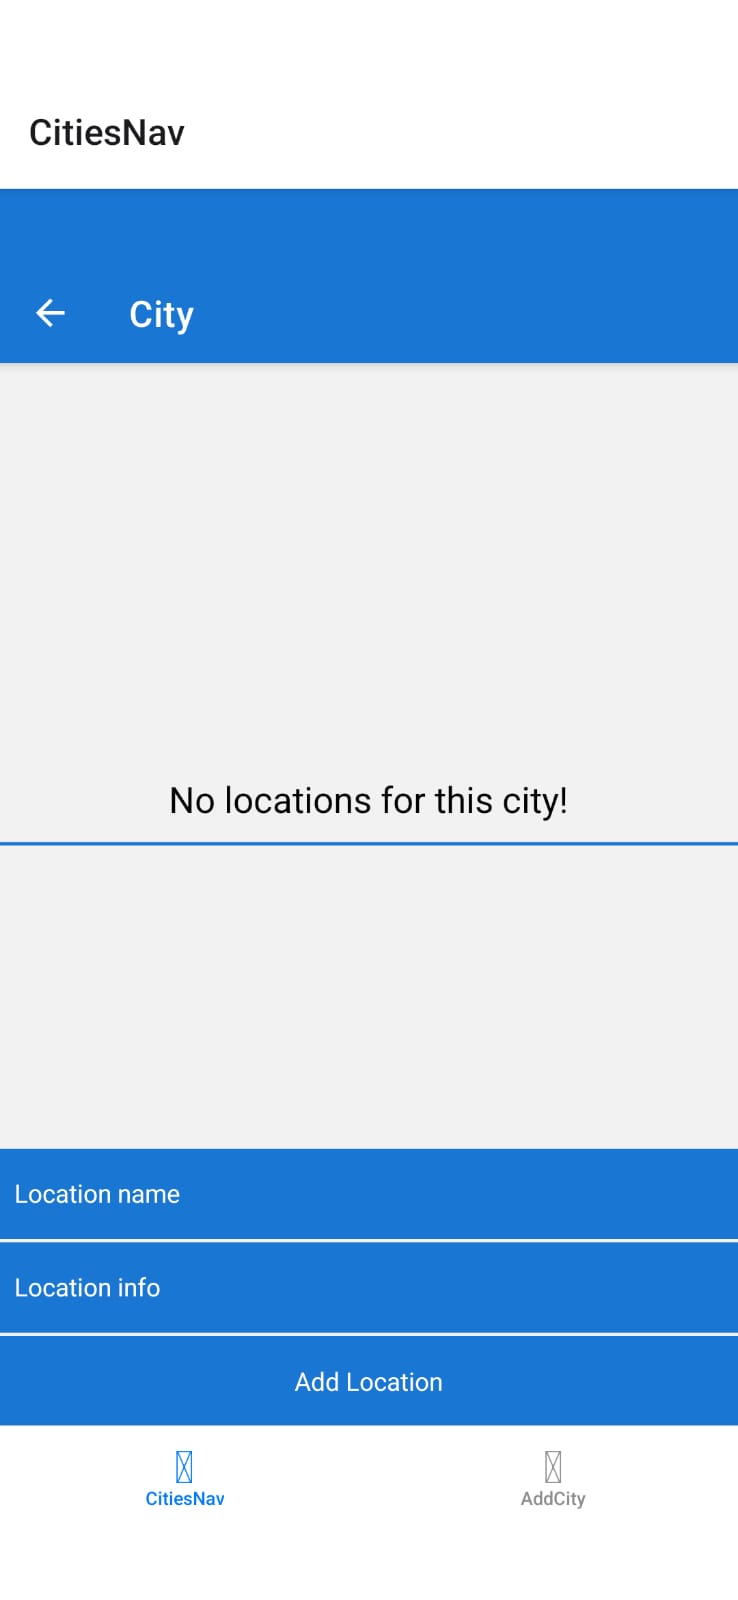 CitiesNav
City
No locations for this city!
Location name
Location info
Add Location
CitiesNav
AddCity